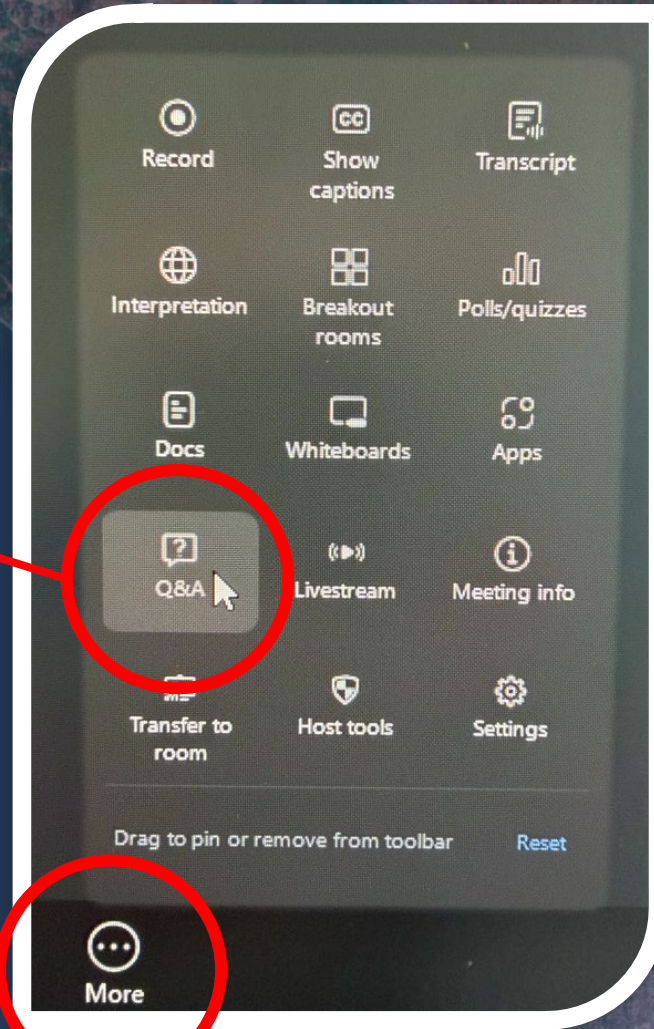 Record
CC
Show
captions
Transcript
Interpretation
Breakout
rooms
Polls/quizzes
Docs
Whiteboards
Apps
?
Q&A
Livestream
i
Meeting info
Transfer to
room
Host tools
Settings
Drag to pin or remove from toolbar
Reset
More